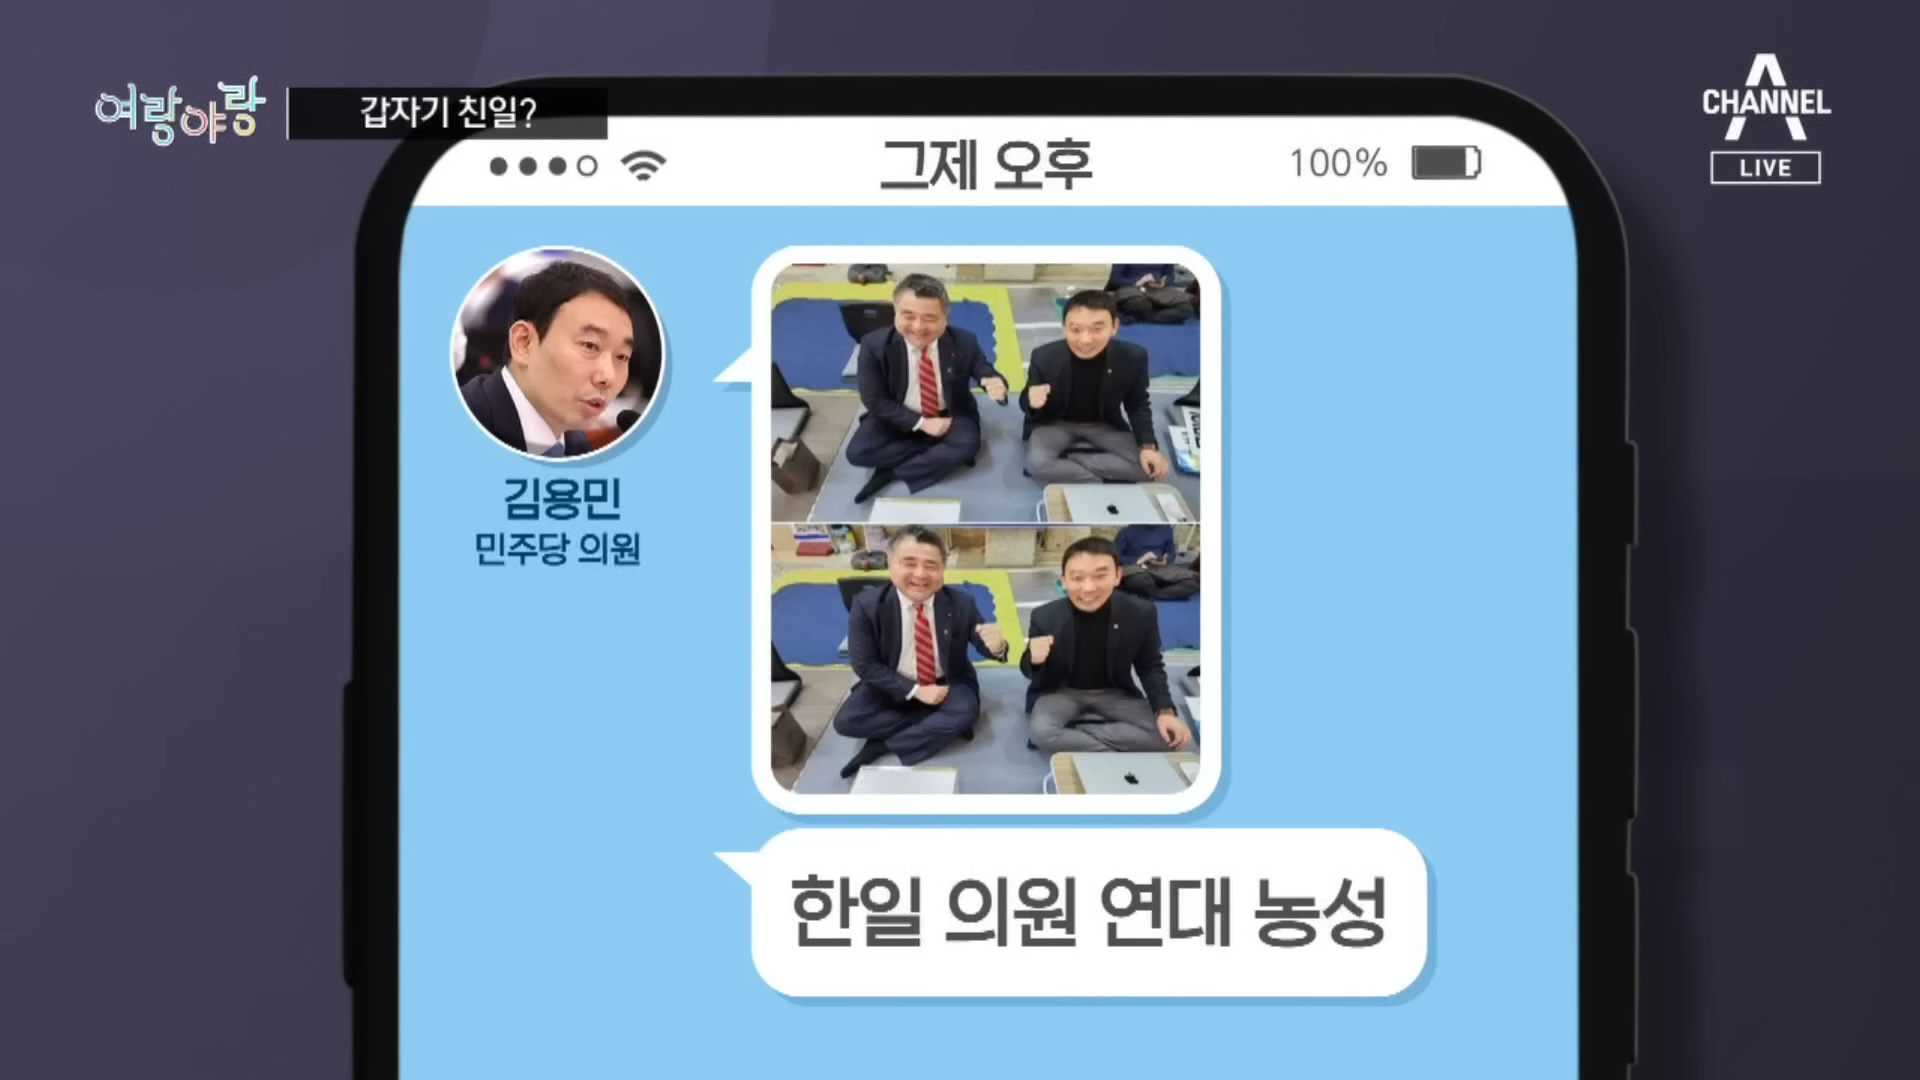 여랑야랑
갑자기 친일?
CHANNEL A
LIVE
그제 오후
100%
김용민
민주당 의원
한일 의원 연대 농성